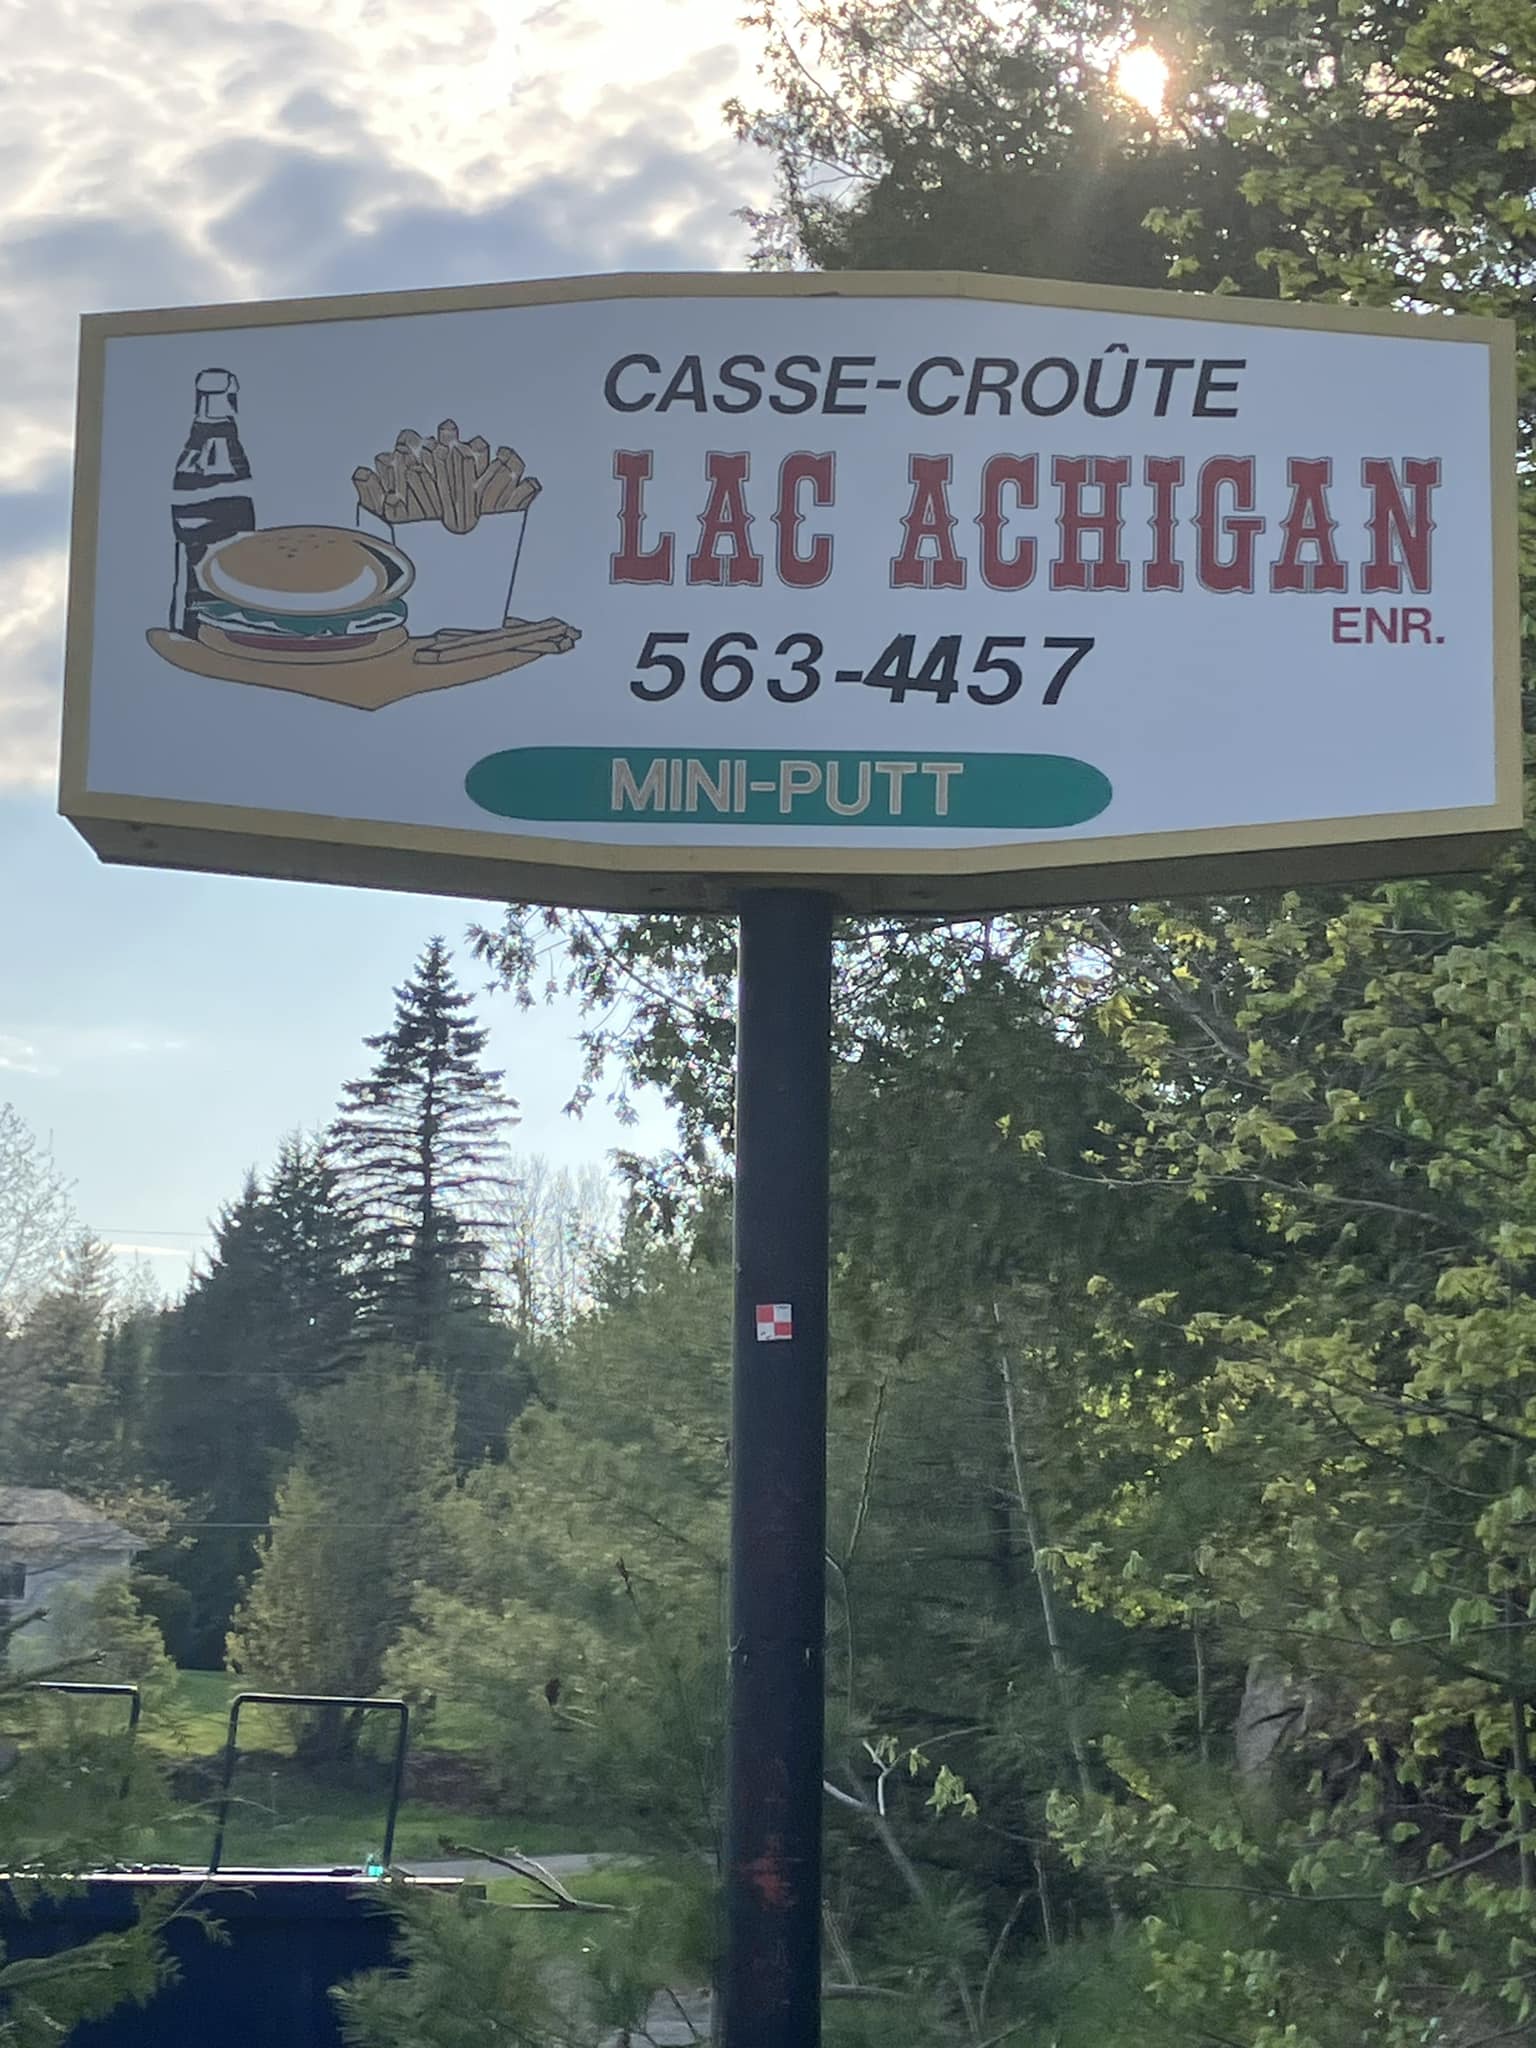 CASSE-CROÛTE
LAC ACHIGAN
ENR.
563-4457
MINI-PUTT